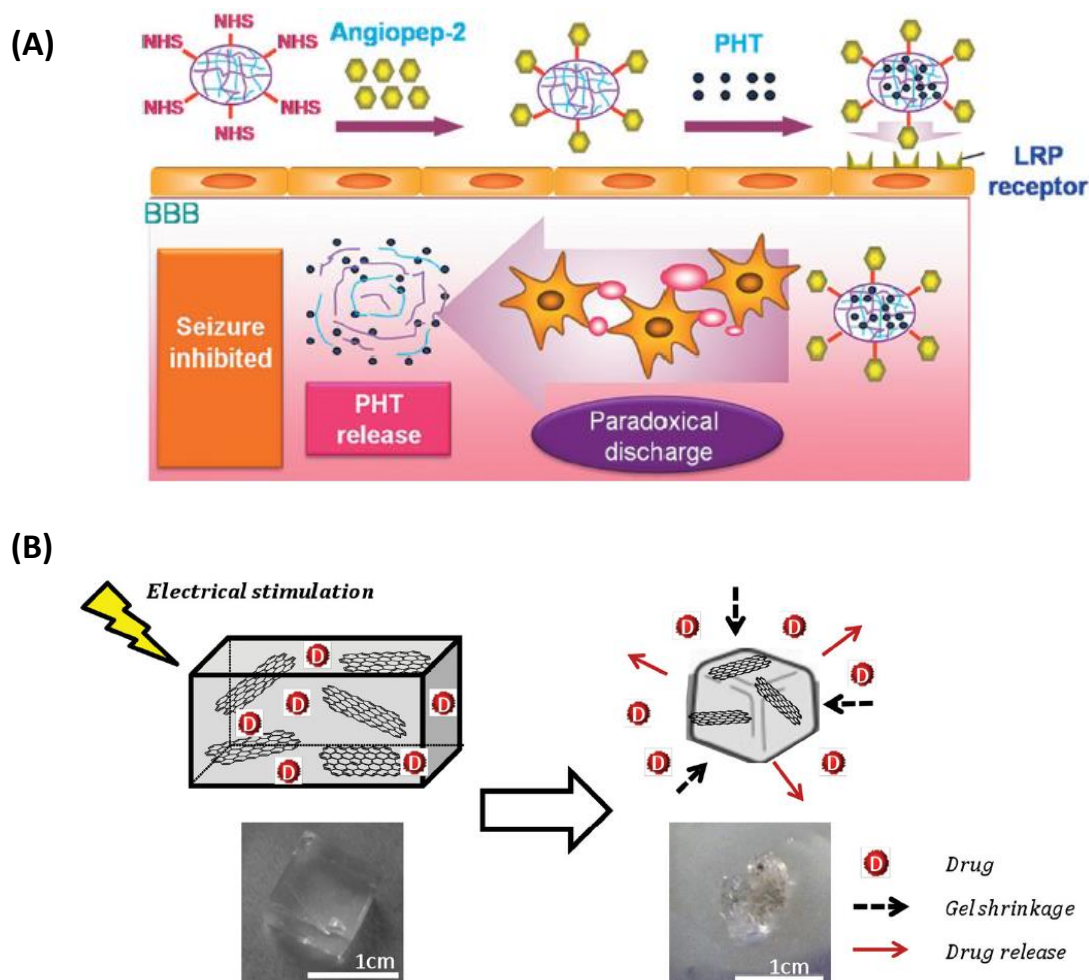 (A)
NHS
NHS
NHS
NHS
NHS
NHS
Angiopep-2
PHT
LRP
receptor
BBB
Seizure
inhibited
PHT
release
Paradoxical
discharge
(B)
Electrical stimulation
D
D
D
D
D
D
D
D
D
D
D
D
D
D
1cm
1cm
D Drug
Gel shrinkage
Drug release